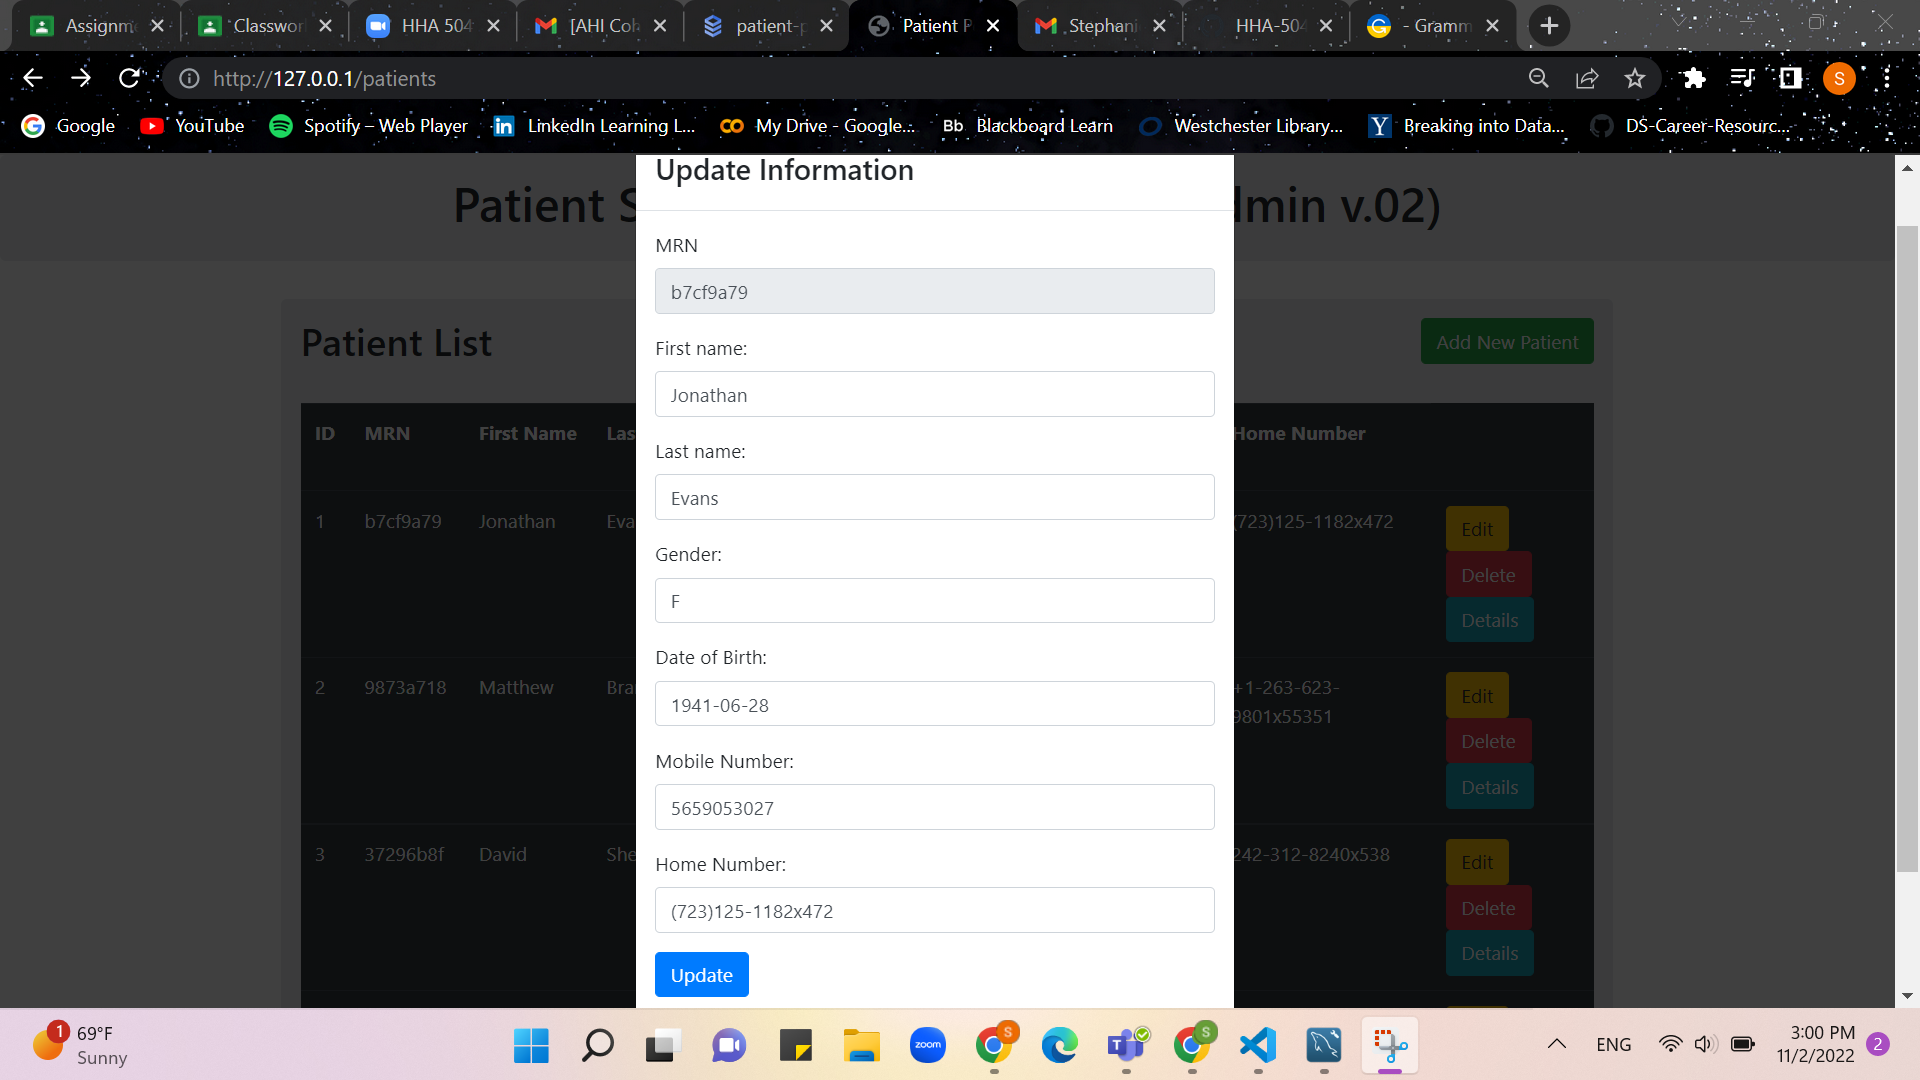 Assignm
Classwor
HHA 504
[AHI Coh
patient-p
Patient P
Stephani
HHA-504
- Gramm
http://127.0.0.1/patients
S
Google
YouTube
Spotify – Web Player
LinkedIn Learning L...
My Drive - Google...
Bb Blackboard Learn
Westchester Library...
Y Breaking into Data...
DS-Career-Resourc...
Update Information
Patient S
dmin v.02)
MRN
b7cf9a79
First name:
Jonathan
Last name:
Evans
Gender:
F
Date of Birth:
1941-06-28
Mobile Number:
5659053027
Home Number:
(723)125-1182x472
Update
Patient List
Add New Patient
ID MRN First Name Las Home Number
1 b7cf9a79 Jonathan Eva (723)125-1182x472 Edit
Delete
Details
2 9873a718 Matthew Bra +1-263-623-
9801x55351
Edit
Delete
Details
3 37296b8f David She 242-312-8240x538 Edit
Delete
Details
1
69°F
Sunny
zoom
S
S
ENG
3:00 PM
11/2/2022
2